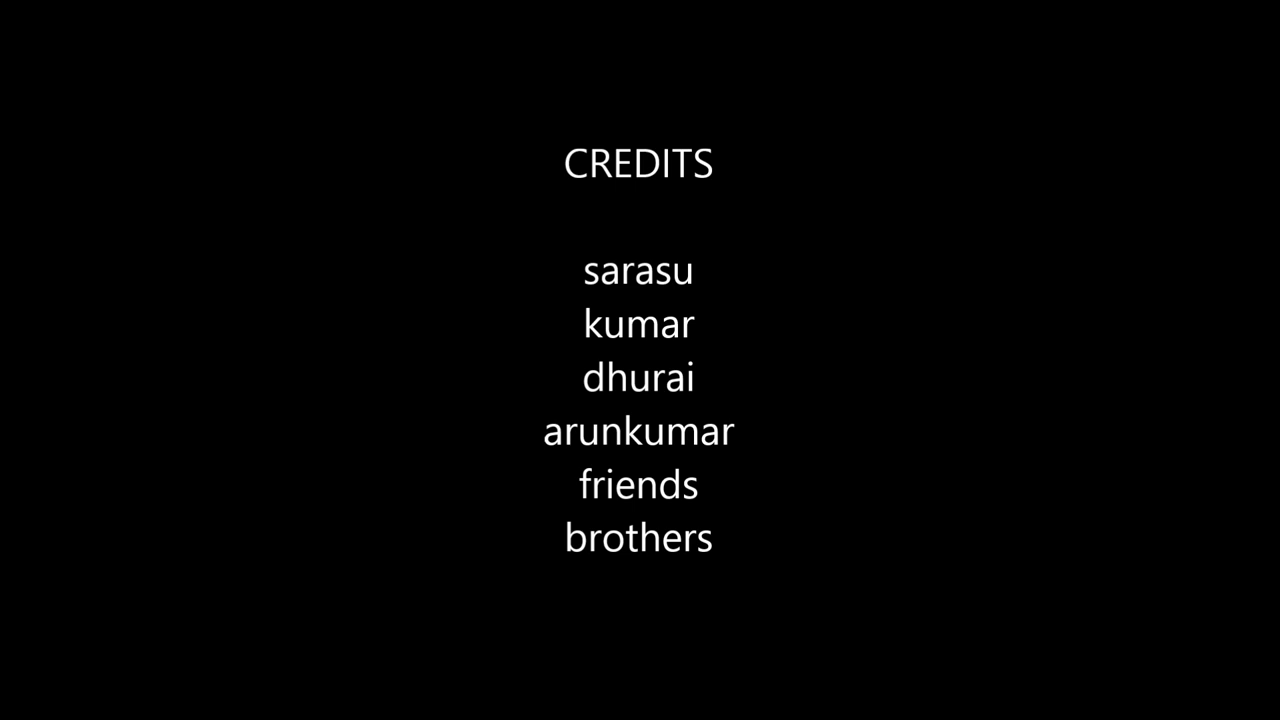 CREDITS
sarasu
kumar
dhurai
arunkumar
friends
brothers